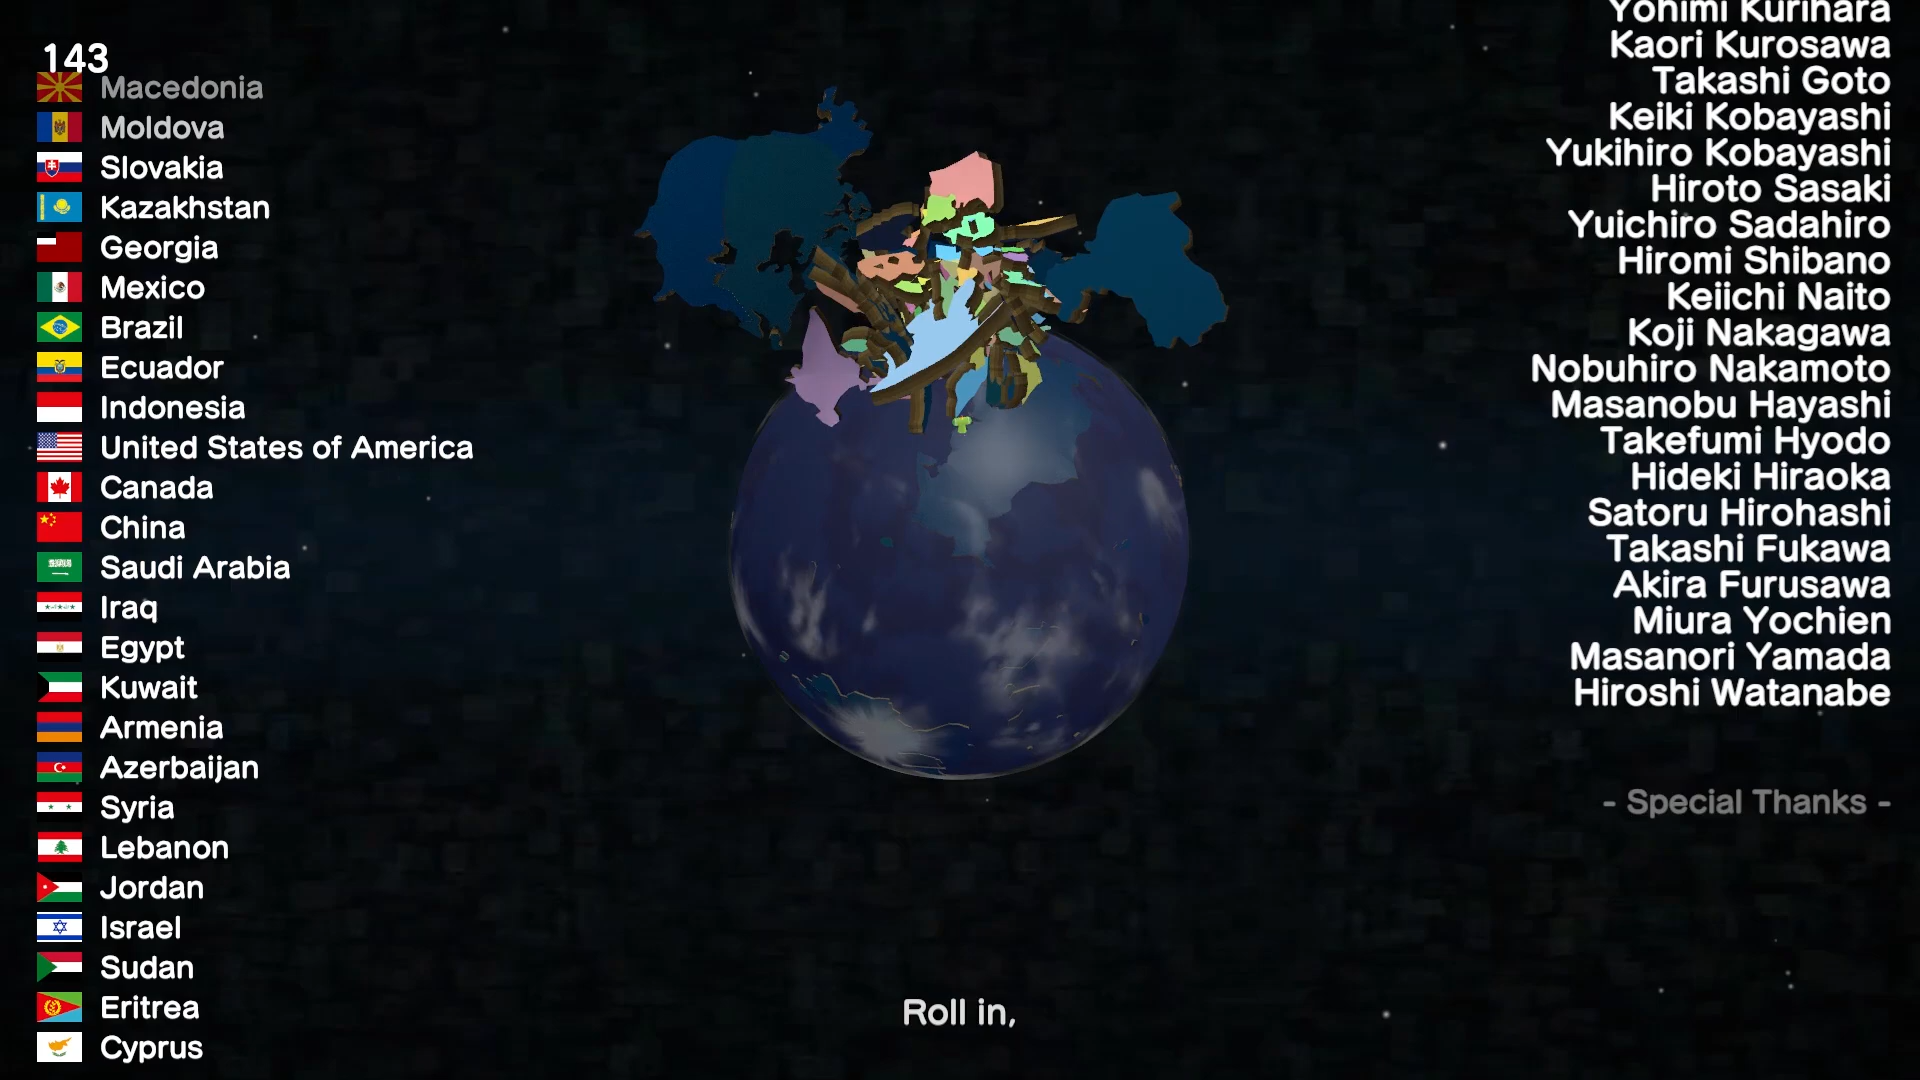 143
Macedonia
Moldova
Slovakia
Kazakhstan
Georgia
Mexico
Brazil
Ecuador
Indonesia
United States of America
Canada
China
Saudi Arabia
Iraq
Egypt
Kuwait
Armenia
Azerbaijan
Syria
Lebanon
Jordan
Israel
Sudan
Eritrea
Cyprus
Roll in,
Yohimi Kurihara
Kaori Kurosawa
Takashi Goto
Keiki Kobayashi
Yukihiro Kobayashi
Hiroto Sasaki
Yuichiro Sadahiro
Hiromi Shibano
Keiichi Naito
Koji Nakagawa
Nobuhiro Nakamoto
Masanobu Hayashi
Takefumi Hyodo
Hideki Hiraoka
Satoru Hirohashi
Takashi Fukawa
Akira Furusawa
Miura Yochien
Masanori Yamada
Hiroshi Watanabe
- Special Thanks -